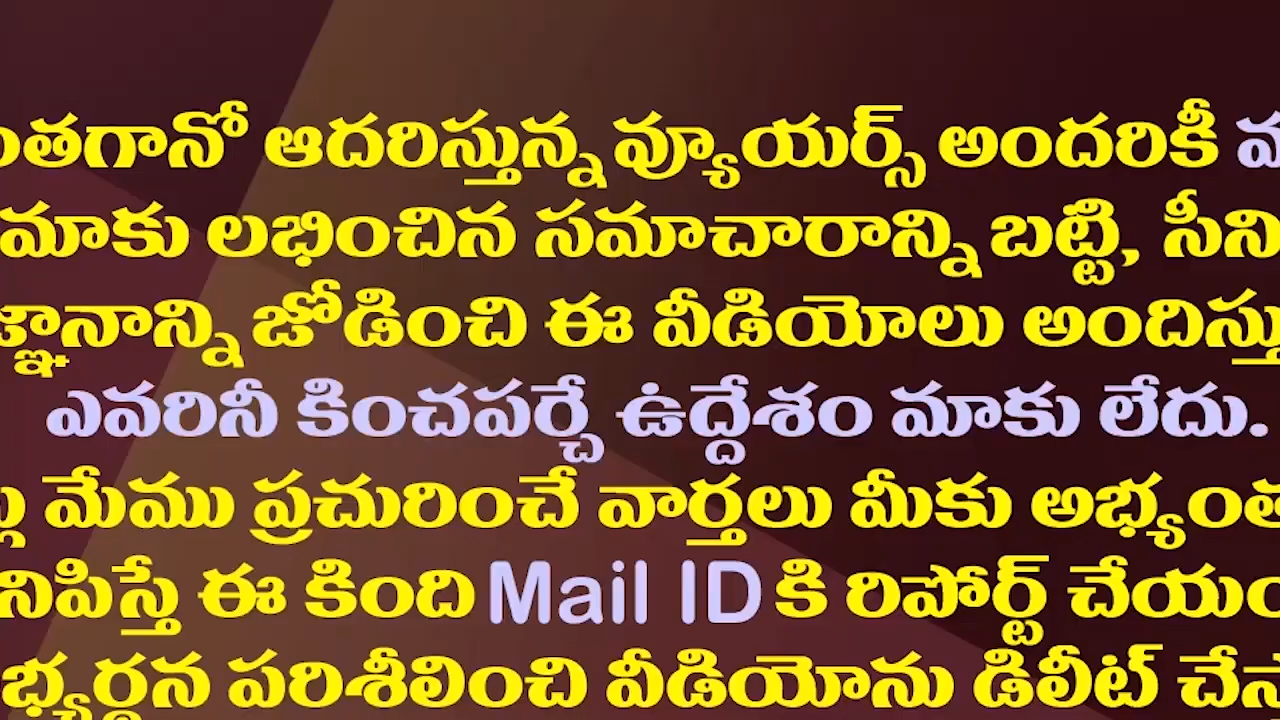 ంతగానో ఆదరిస్తున్న వ్యూయర్స్ అందరికీ
మాకు లభించిన సమాచారాన్ని బట్టి, సీని
జ్ఞానాన్ని జోడించి ఈ వీడియోలు అందిస్తు
ఎవరినీ కించపర్చే ఉద్దేశం మాకు లేదు.
మేము ప్రచురించే వార్తలు మీకు అభ్యంత
నిపిస్తే ఈ కింది Mail ID కి రిపోర్ట్ చేయం
భ్యర్థన పరిశీలించి వీడియోను డిలీట్ చేస